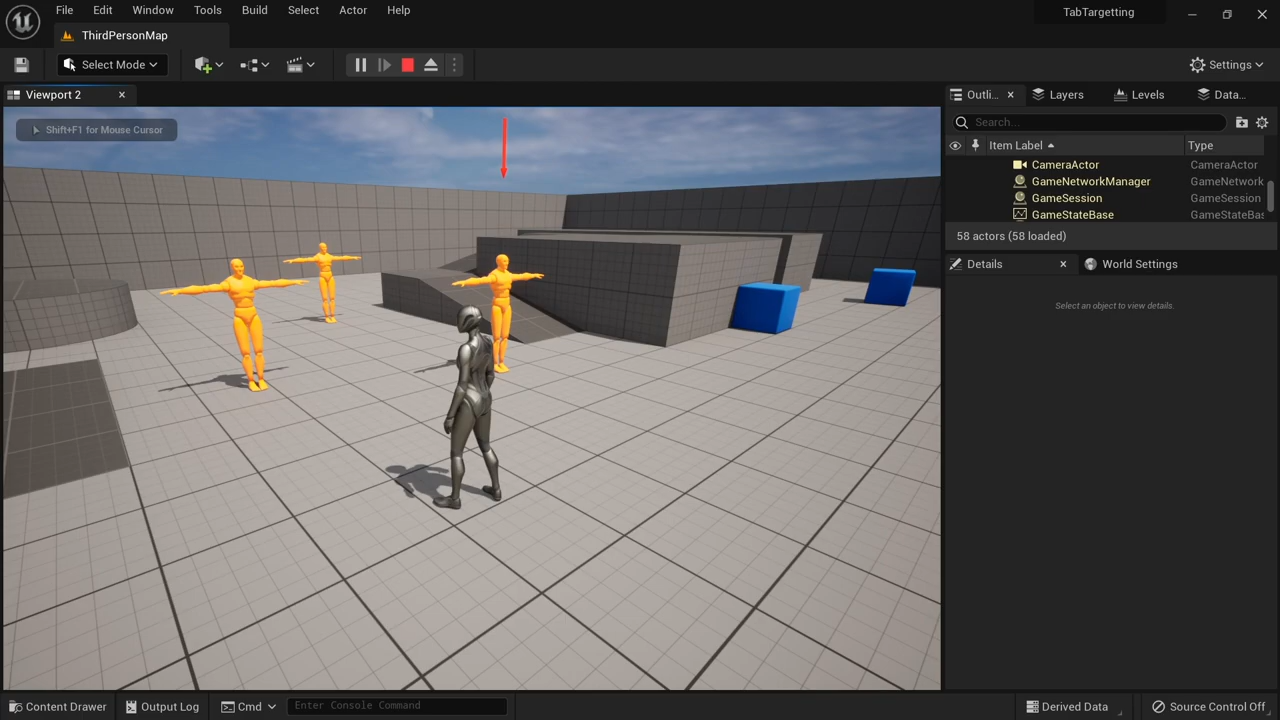 File Edit Window Tools Build Select Actor Help
TabTargetting
ThirdPersonMap
Select Mode
Settings
Viewport 2
Outli...
Layers
Levels
Data...
Shift+F1 for Mouse Cursor
Search...
Item Label Type
CameraActor CameraActor
GameNetworkManager GameNetwork
GameSession GameSession
GameStateBase GameStateBas
58 actors (58 loaded)
Details
World Settings
Select an object to view details.
Content Drawer
Output Log
Cmd
Enter Console Command
Derived Data
Source Control Off